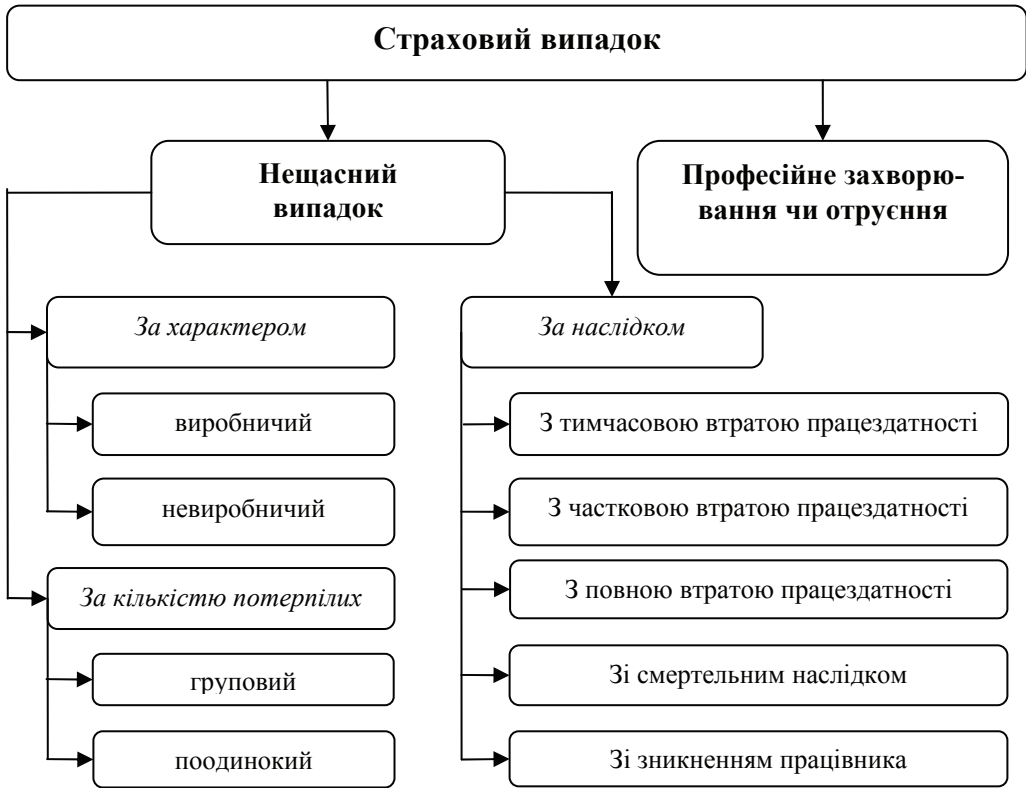 Страховий випадок
Нещасний
випадок
Професійне захворю-
вання чи отруєння
За характером
виробничий
невиробничий
За кількістю потерпілих
груповий
поодинокий
За наслідком
З тимчасовою втратою працездатності
З частковою втратою працездатності
З повною втратою працездатності
Зі смертельним наслідком
Зі зникненням працівника